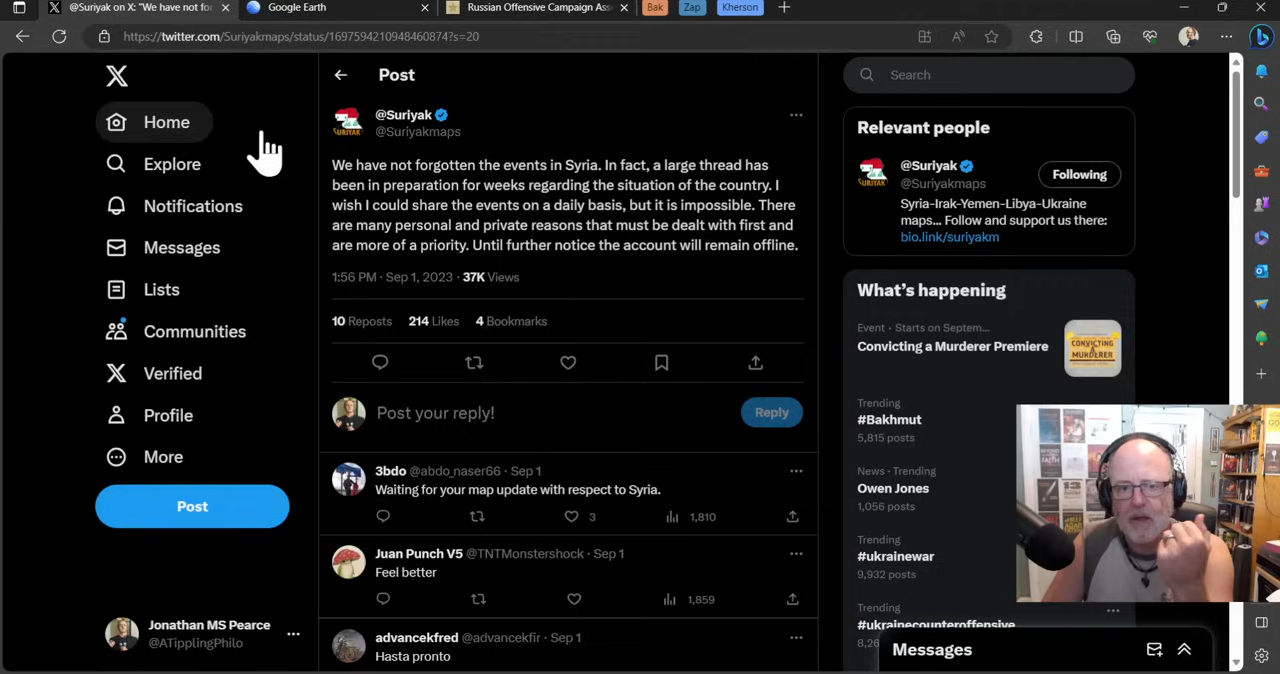 @Suriyak on X: "We have not for
Google Earth
Russian Offensive Campaign Ass
Bak
Zap
Kherson
https://twitter.com/Suriyakmaps/status/1697594210948460874?s=20
Home
Explore
Notifications
Messages
Lists
Communities
Verified
Profile
More
Post
Jonathan MS Pearce
@ATipplingPhilo
Post
@Suriyak
@Suriyakmaps
We have not forgotten the events in Syria. In fact, a large thread has
been in preparation for weeks regarding the situation of the country. I
wish I could share the events on a daily basis, but it is impossible. There
are many personal and private reasons that must be dealt with first and
are more of a priority. Until further notice the account will remain offline.
1:56 PM · Sep 1, 2023 · 37K Views
10 Reposts 214 Likes 4 Bookmarks
Post your reply!
Reply
3bdo @abdo_naser66 · Sep 1
Waiting for your map update with respect to Syria.
3 1,810
Juan Punch V5 @TNTMonstershock · Sep 1
Feel better
1,859
advancekfred @advancekfir · Sep 1
Hasta pronto
Search
Relevant people
@Suriyak
Following
@Suriyakmaps
Syria-Irak-Yemen-Libya-Ukraine
maps... Follow and support us there:
bio.link/suriyakm
What's happening
Event · Starts on Septem...
Convicting a Murderer Premiere
CONVICTING
A
MURDERER
Trending
#Bakhmut
5,815 posts
News · Trending
Owen Jones
1,056 posts
Trending
#ukrainewar
9,932 posts
Trending
#ukrainecounteroffensive
Messages